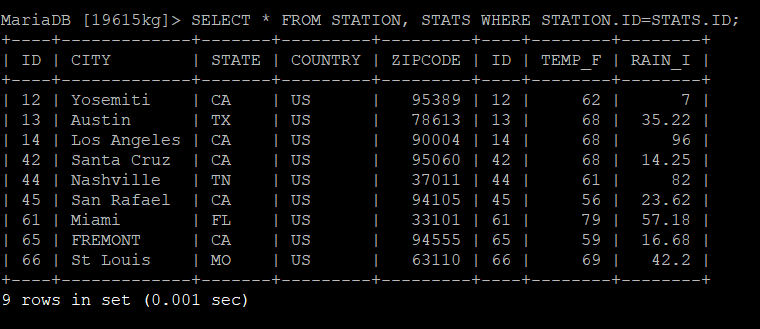 MariaDB [19615kg]> SELECT * FROM STATION, STATS WHERE STATION.ID=STATS.ID;
+----+-------------+-------+---------+---------+----+--------+--------+
| ID | CITY        | STATE | COUNTRY | ZIPCODE | ID | TEMP_F | RAIN_I |
+----+-------------+-------+---------+---------+----+--------+--------+
| 12 | Yosemiti    | CA    | US      |   95389 | 12 |     62 |      7 |
| 13 | Austin      | TX    | US      |   78613 | 13 |     68 |  35.22 |
| 14 | Los Angeles | CA    | US      |   90004 | 14 |     68 |     96 |
| 42 | Santa Cruz  | CA    | US      |   95060 | 42 |     68 |  14.25 |
| 44 | Nashville   | TN    | US      |   37011 | 44 |     61 |     82 |
| 45 | San Rafael  | CA    | US      |   94105 | 45 |     56 |  23.62 |
| 61 | Miami       | FL    | US      |   33101 | 61 |     79 |  57.18 |
| 65 | FREMONT     | CA    | US      |   94555 | 65 |     59 |  16.68 |
| 66 | St Louis    | MO    | US      |   63110 | 66 |     69 |   42.2 |
+----+-------------+-------+---------+---------+----+--------+--------+
9 rows in set (0.001 sec)